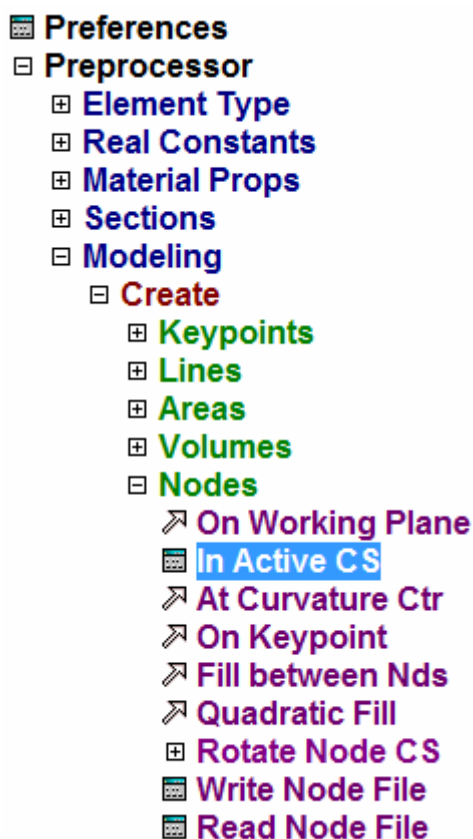 Preferences
Preprocessor
Element Type
Real Constants
Material Props
Sections
Modeling
Create
Keypoints
Lines
Areas
Volumes
Nodes
On Working Plane
In Active CS
At Curvature Ctr
On Keypoint
Fill between Nds
Quadratic Fill
Rotate Node CS
Write Node File
Read Node File